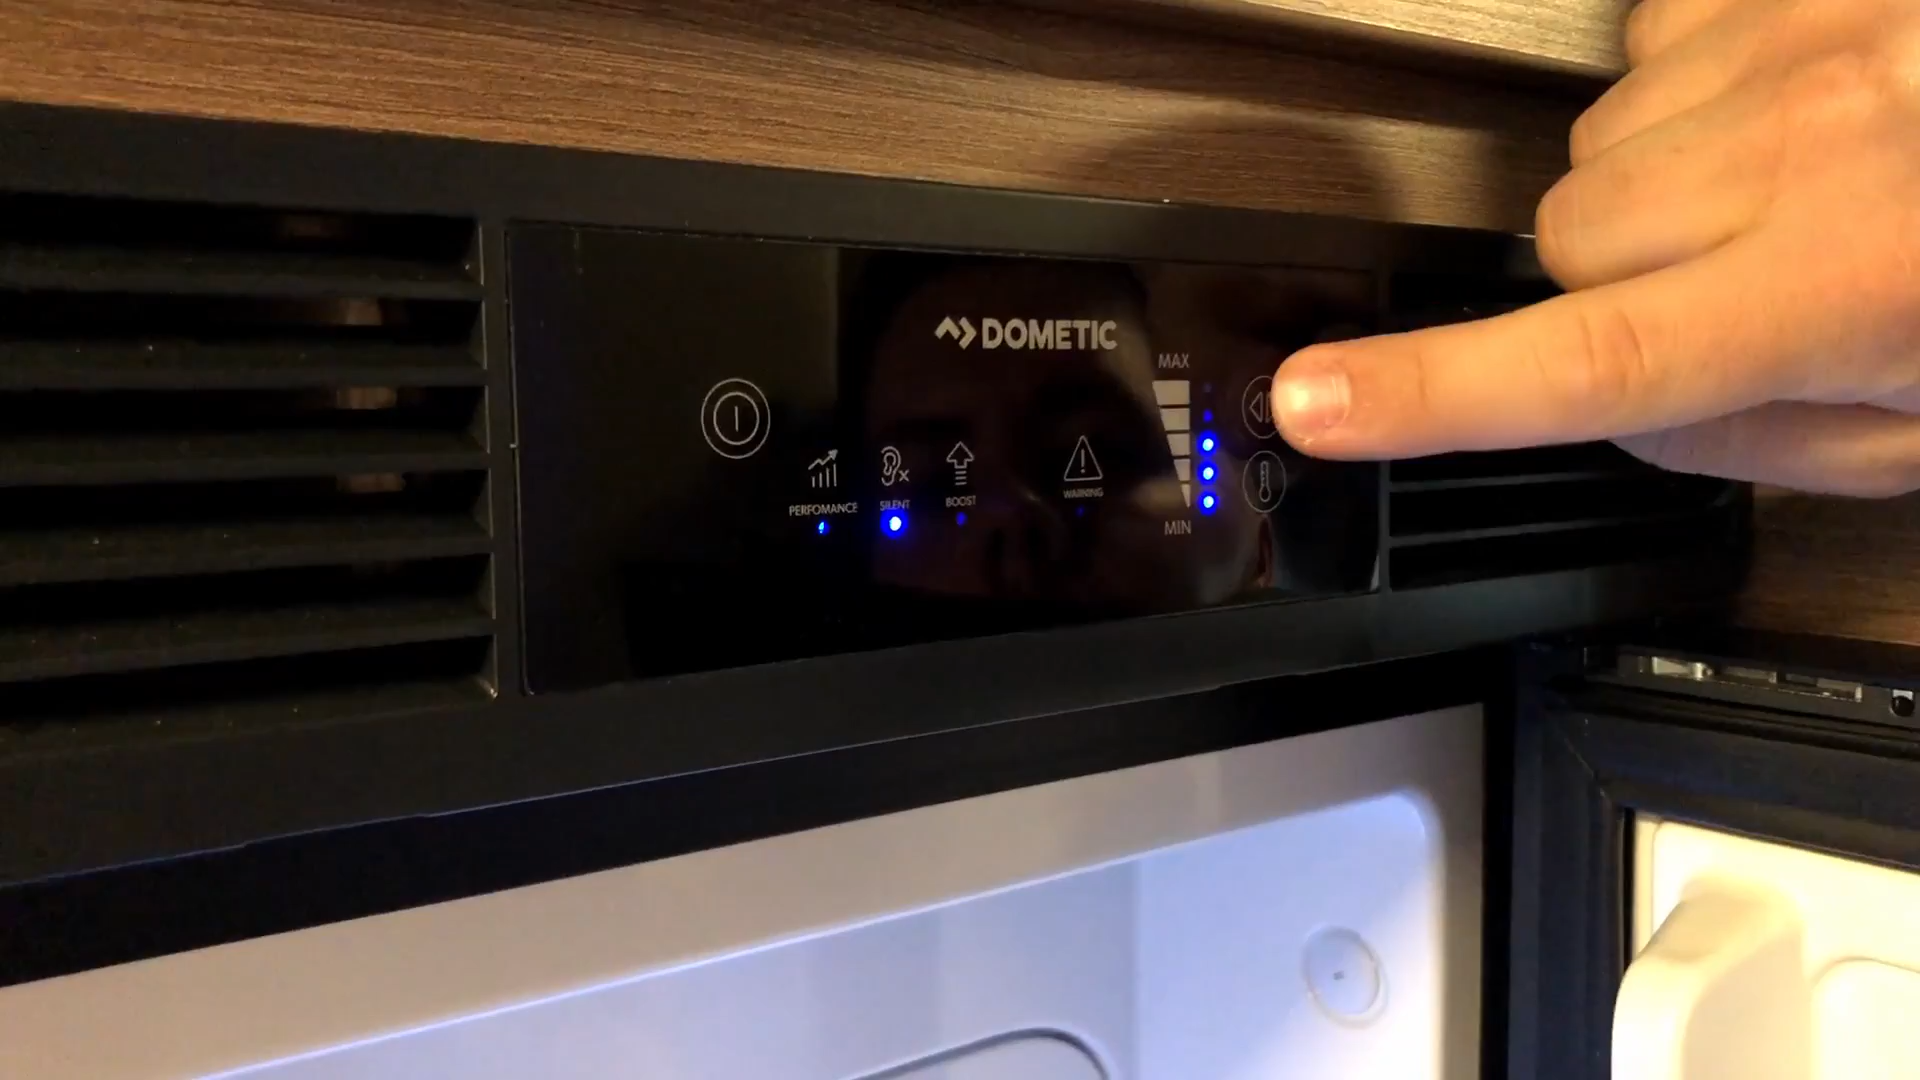 DOMETIC
MAX
PERFOMANCE
SILENT
BOOST
WARNING
MIN